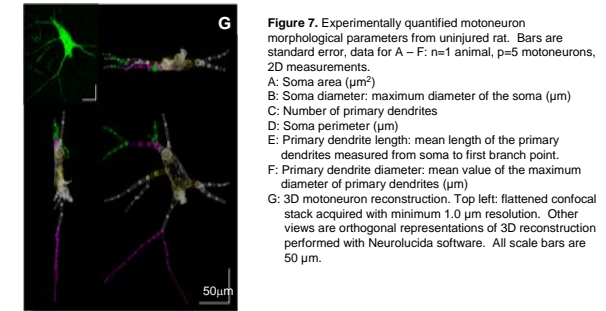 G
50µm
Figure 7. Experimentally quantified motoneuron
morphological parameters from uninjured rat. Bars are
standard error, data for A – F: n=1 animal, p=5 motoneurons,
2D measurements.
A: Soma area (µm²)
B: Soma diameter: maximum diameter of the soma (µm)
C: Number of primary dendrites
D: Soma perimeter (µm)
E: Primary dendrite length: mean length of the primary
dendrites measured from soma to first branch point.
F: Primary dendrite diameter: mean value of the maximum
diameter of primary dendrites (µm)
G: 3D motoneuron reconstruction. Top left: flattened confocal
stack acquired with minimum 1.0 µm resolution. Other
views are orthogonal representations of 3D reconstruction
performed with Neurolucida software. All scale bars are
50 µm.